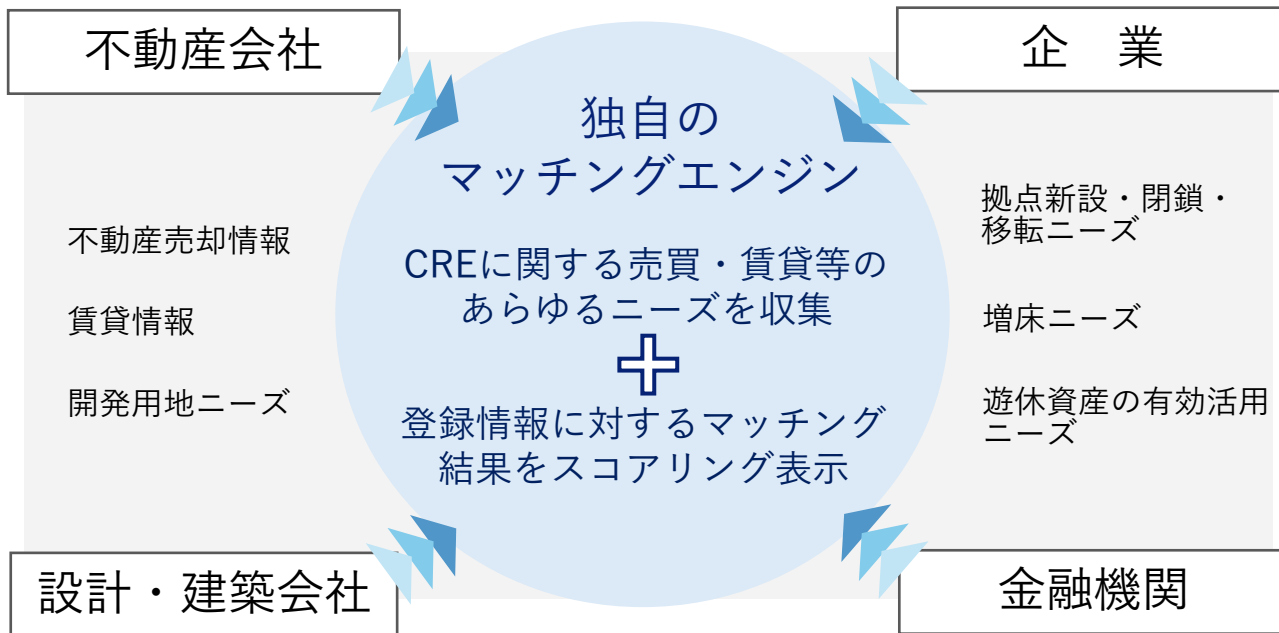 不動産会社
企　業
独自の
マッチングエンジン
CREに関する売買・賃貸等の
あらゆるニーズを収集
＋
登録情報に対するマッチング
結果をスコアリング表示
不動産売却情報
賃貸情報
開発用地ニーズ
拠点新設・閉鎖・
移転ニーズ
増床ニーズ
遊休資産の有効活用
ニーズ
設計・建築会社
金融機関